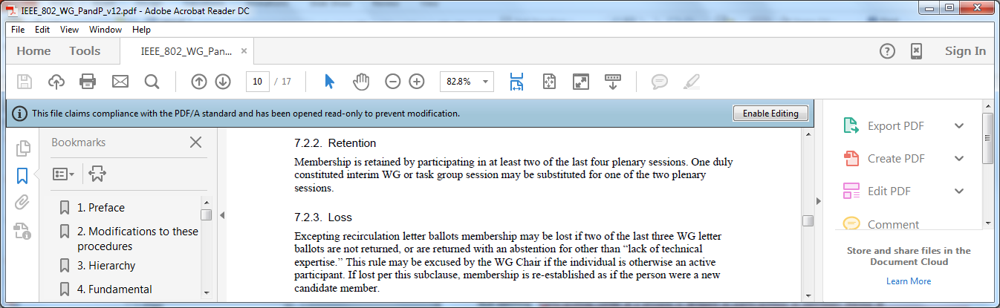 IEEE_802_WG_PandP_v12.pdf - Adobe Acrobat Reader DC
File Edit View Window Help
Home Tools IEEE_802_WG_Pan... × Sign In
10 / 17 82.8%
This file claims compliance with the PDF/A standard and has been opened read-only to prevent modification. Enable Editing
Bookmarks
1. Preface
2. Modifications to these
procedures
3. Hierarchy
4. Fundamental
7.2.2. Retention
Membership is retained by participating in at least two of the last four plenary sessions. One duly
constituted interim WG or task group session may be substituted for one of the two plenary
sessions.
7.2.3. Loss
Excepting recirculation letter ballots membership may be lost if two of the last three WG letter
ballots are not returned, or are returned with an abstention for other than “lack of technical
expertise.” This rule may be excused by the WG Chair if the individual is otherwise an active
participant. If lost per this subclause, membership is re-established as if the person were a new
candidate member.
Export PDF
Create PDF
Edit PDF
Comment
Store and share files in the
Document Cloud
Learn More